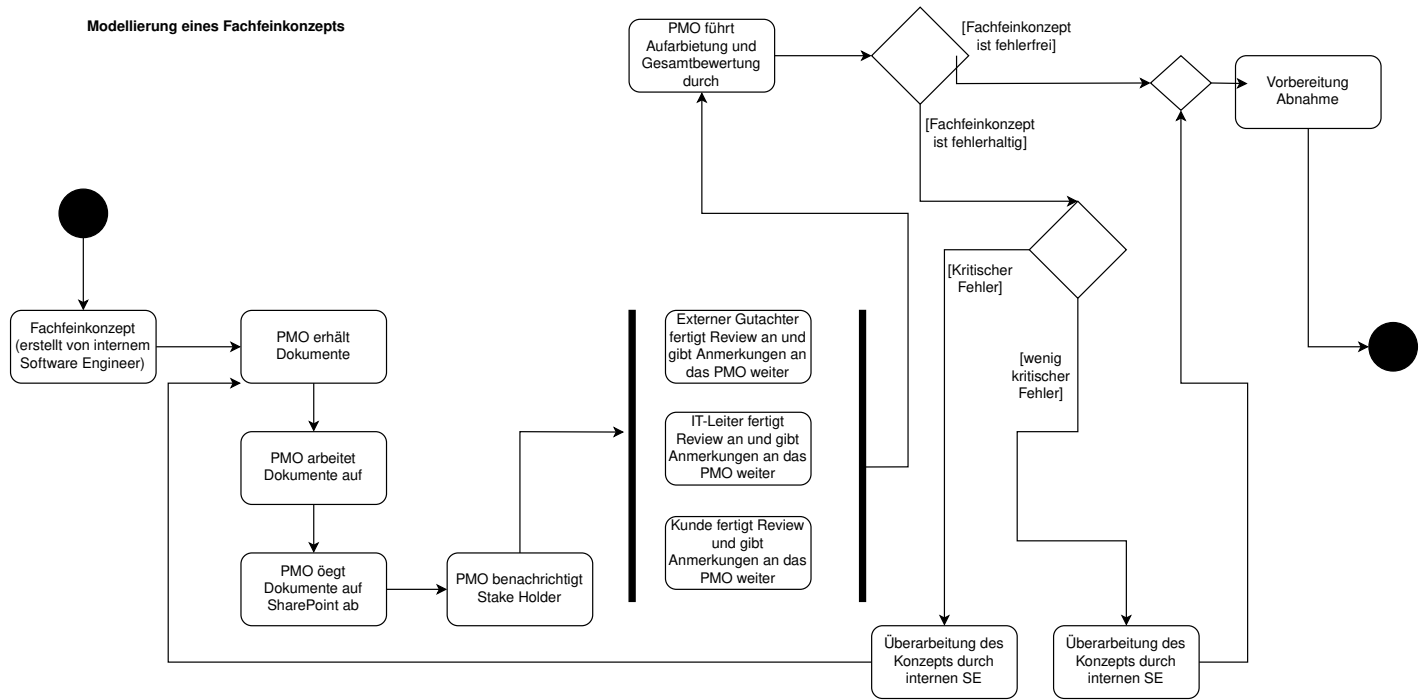 Modellierung eines Fachfeinkonzepts
PMO führt
Aufarbietung und
Gesamtbewertung
durch
[Fachfeinkonzept
ist fehlerfrei]
Vorbereitung
Abnahme
[Fachfeinkonzept
ist fehlerhaltig]
[Kritischer
Fehler]
Fachfeinkonzept
(erstellt von internem
Software Engineer)
PMO erhält
Dokumente
Externer Gutachter
fertigt Review an und
gibt Anmerkungen an
das PMO weiter
[wenig
kritischer
Fehler]
PMO arbeitet
Dokumente auf
IT-Leiter fertigt
Review an und gibt
Anmerkungen an das
PMO weiter
PMO öegt
Dokumente auf
SharePoint ab
PMO benachrichtigt
Stake Holder
Kunde fertigt Review
und gibt
Anmerkungen an das
PMO weiter
Überarbeitung des
Konzepts durch
internen SE
Überarbeitung des
Konzepts durch
internen SE